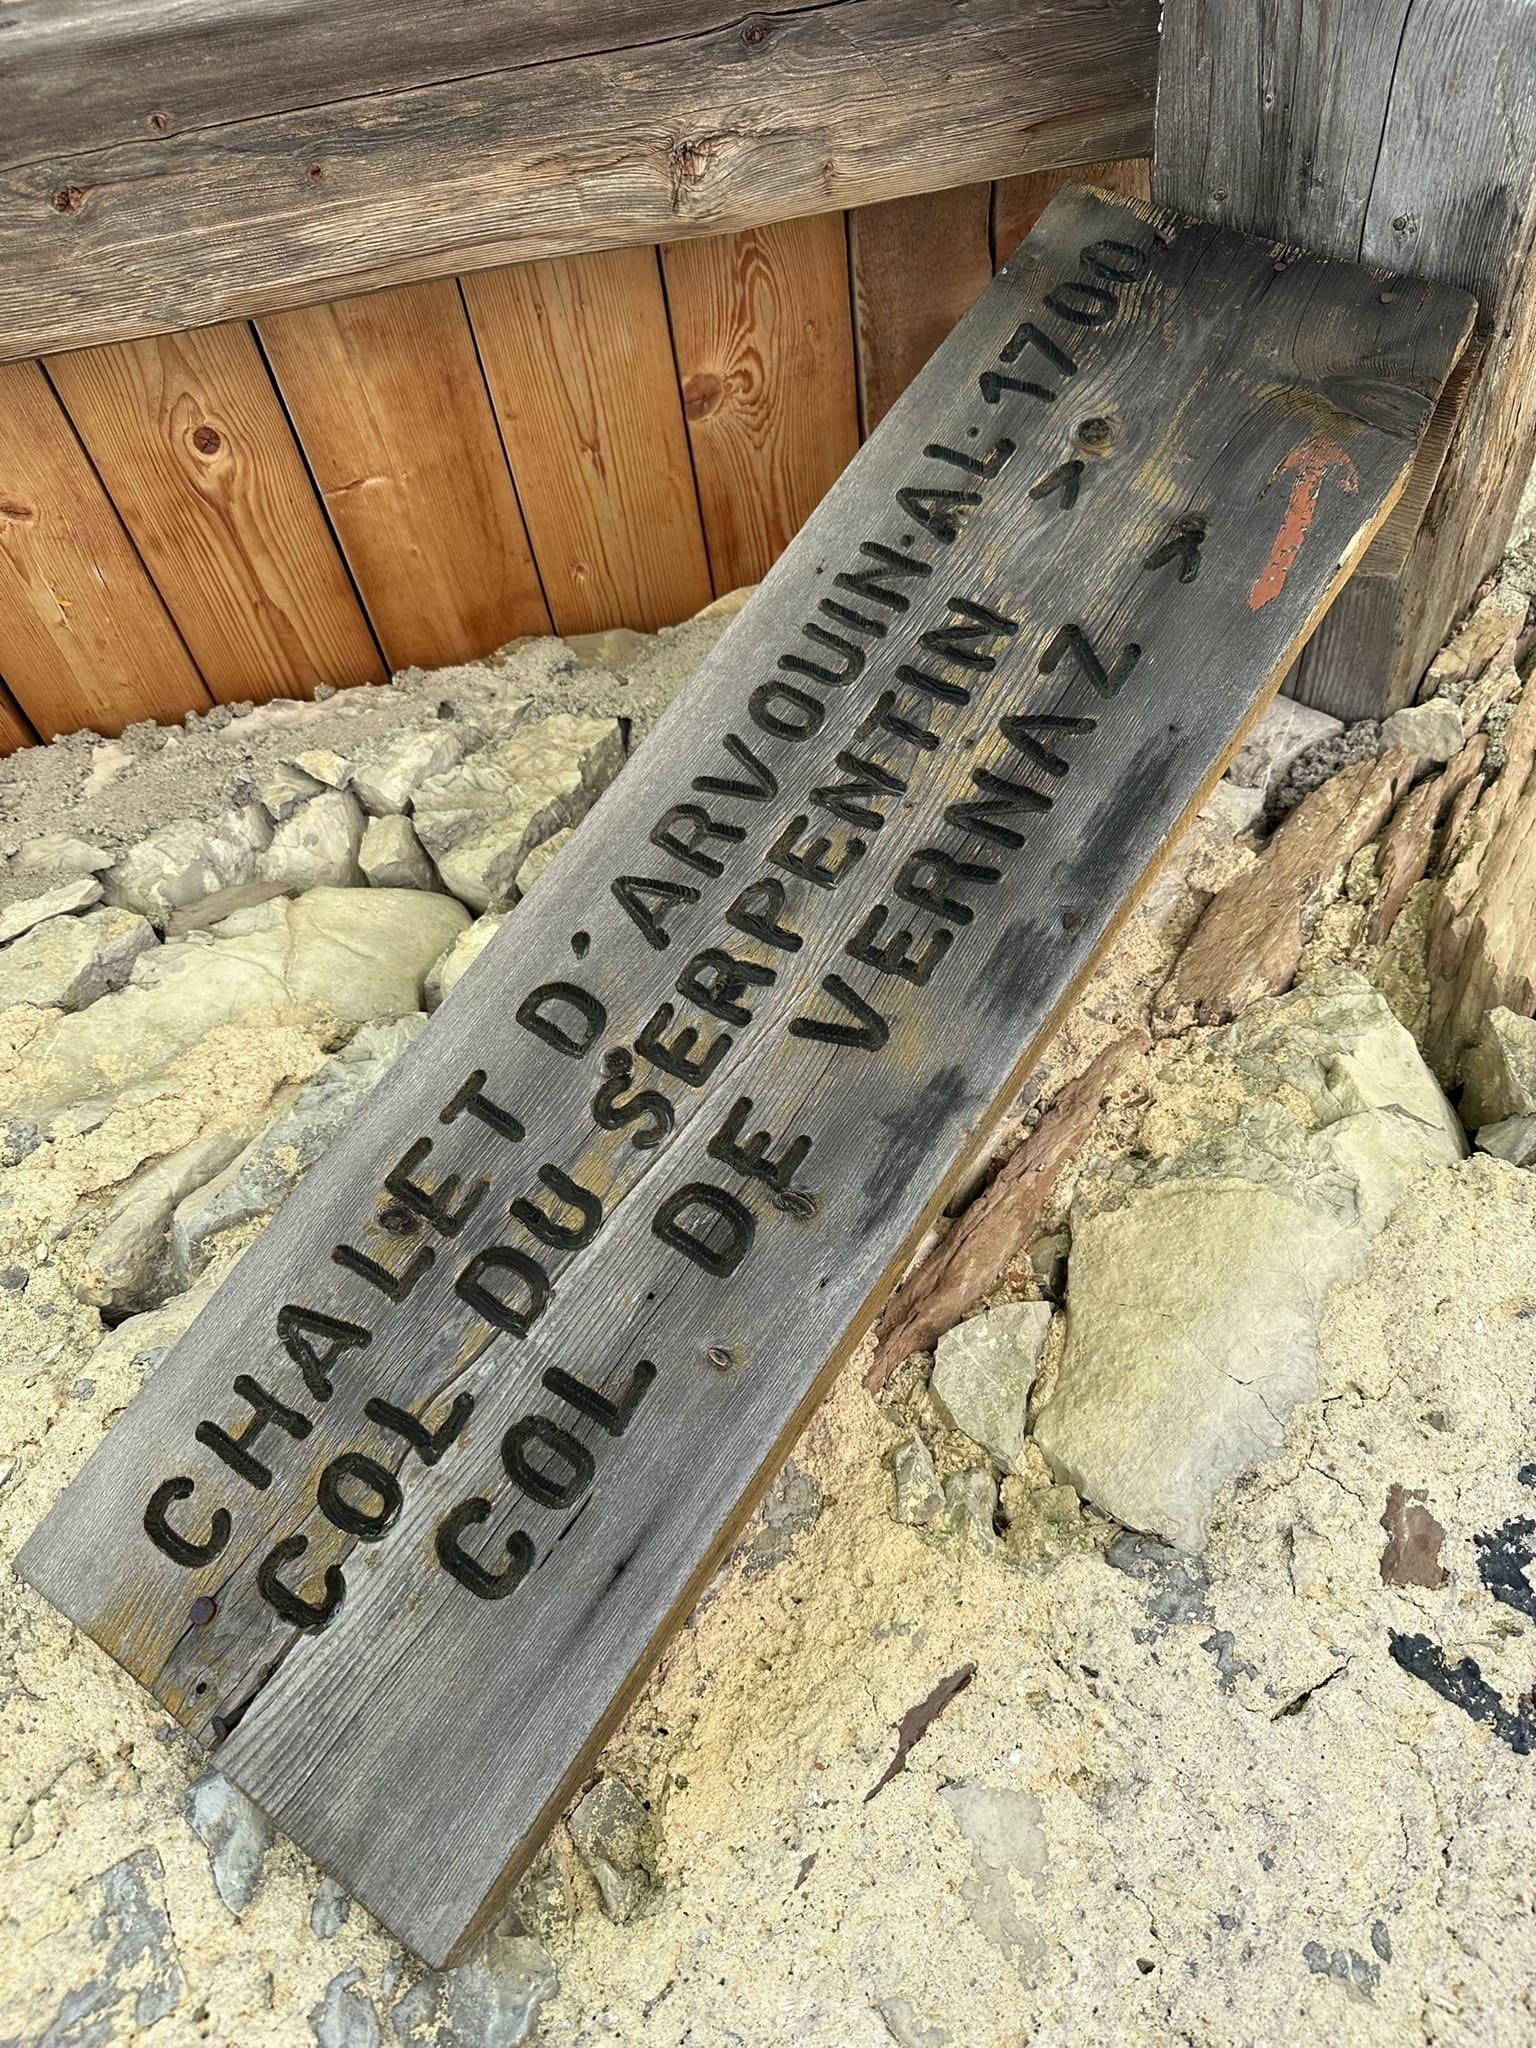 CHALET D'ARVOUIN·AL·1700
COL DU SERPENTIN >
COL DE VERNAZ >